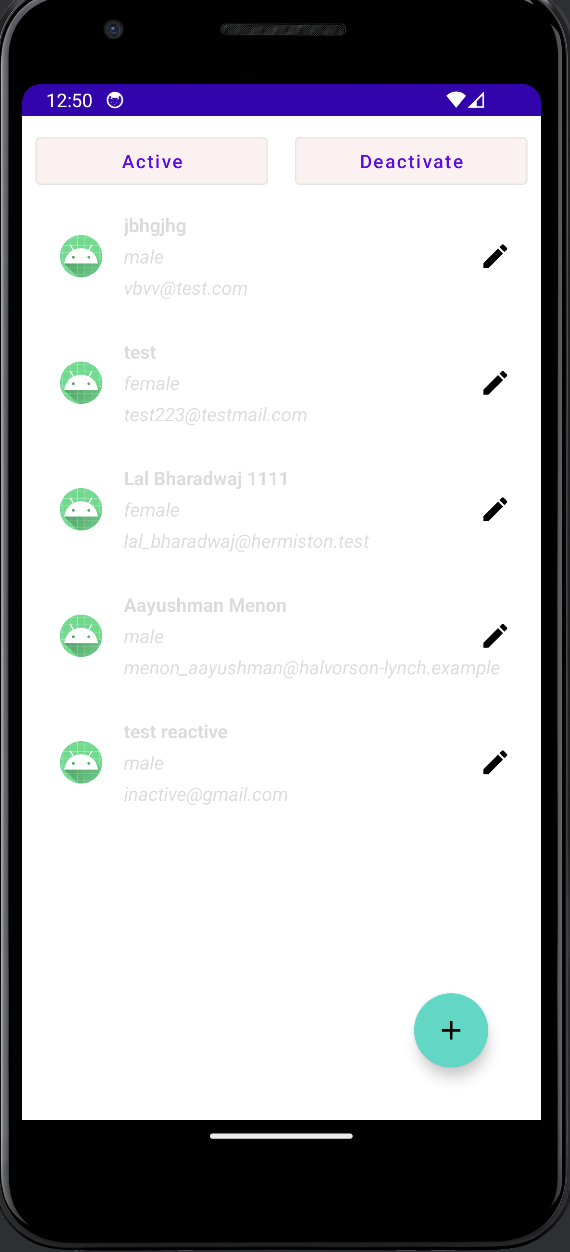 12:50
Active
Deactivate
jbhgjhg
male
vbvv@test.com
test
female
test223@testmail.com
Lal Bharadwaj 1111
female
lal_bharadwaj@hermiston.test
Aayushman Menon
male
menon_aayushman@halvorson-lynch.example
test reactive
male
inactive@gmail.com